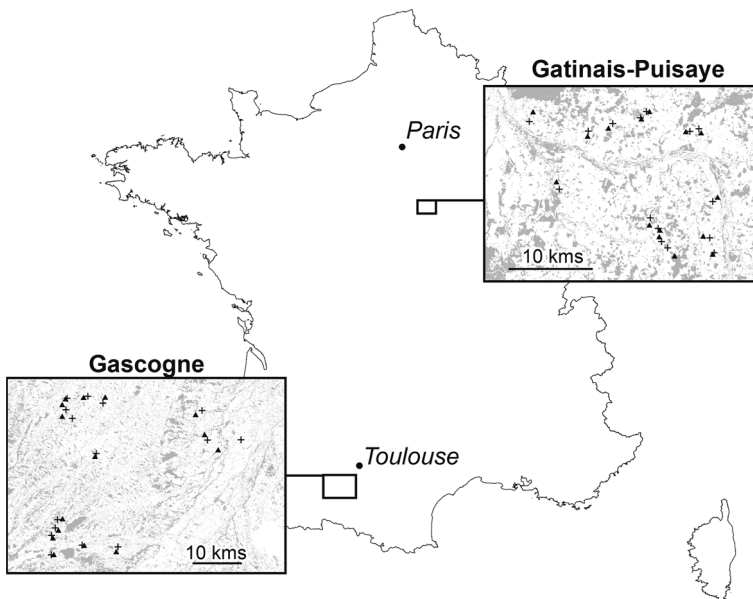 Gatinais-Puisaye
Paris
10 kms
Gascogne
Toulouse
10 kms